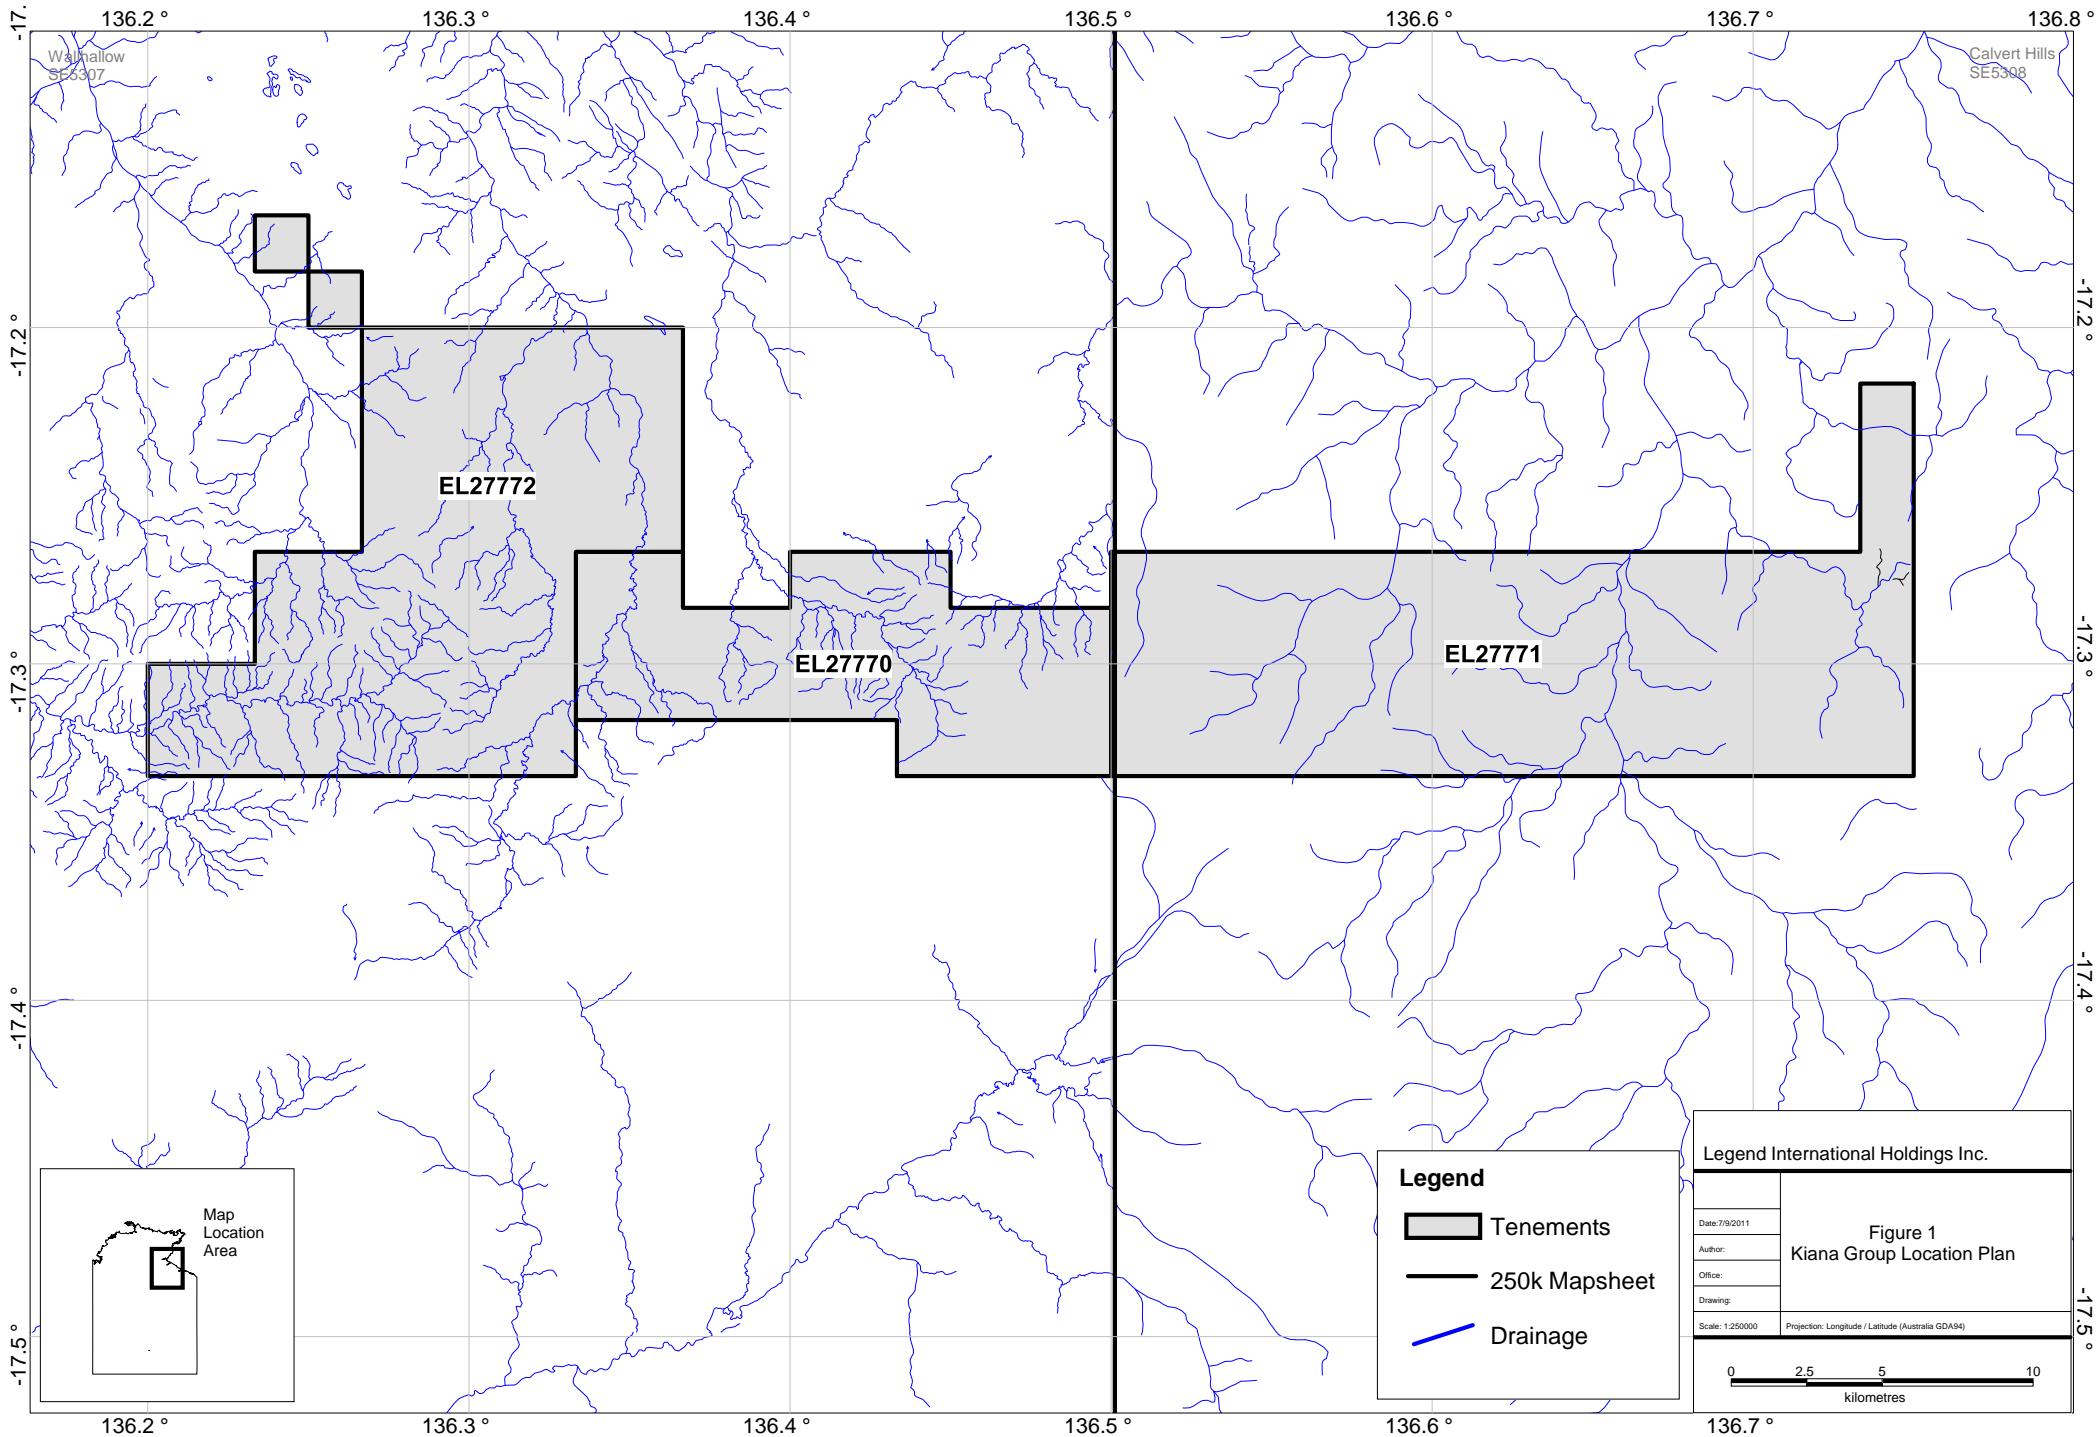 136.2 °
136.3 °
136.4 °
136.5 °
136.6 °
136.7 °
136.8 °
-17.
-17.2 °
-17.3 °
-17.4 °
-17.5 °
Wallhallow
SE5307
Calvert Hills
SE5308
-17.2 °
-17.3 °
-17.4 °
-17.5 °
EL27772
EL27770
EL27771
Map
Location
Area
Legend
Tenements
250k Mapsheet
Drainage
Legend International Holdings Inc.
Date:7/9/2011
Author:
Office:
Drawing:
Scale: 1:250000
Figure 1
Kiana Group Location Plan
Projection: Longitude / Latitude (Australia GDA94)
0 2.5 5 10
kilometres
136.2 °
136.3 °
136.4 °
136.5 °
136.6 °
136.7 °